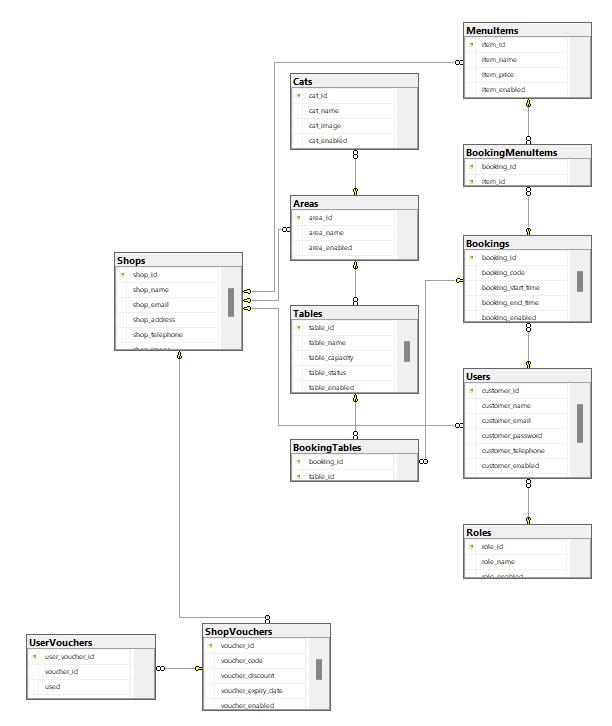 MenuItems
item_id
item_name
item_price
item_enabled
Cats
cat_id
cat_name
cat_image
cat_enabled
BookingMenuItems
booking_id
item_id
Areas
area_id
area_name
area_enabled
Bookings
booking_id
booking_code
booking_start_time
booking_end_time
booking_enabled
Shops
shop_id
shop_name
shop_email
shop_address
shop_telephone
Tables
table_id
table_name
table_capacity
table_status
table_enabled
Users
customer_id
customer_name
customer_email
customer_password
customer_telephone
customer_enabled
BookingTables
booking_id
table_id
Roles
role_id
role_name
role_enabled
ShopVouchers
voucher_id
voucher_code
voucher_discount
voucher_expiry_date
voucher_enabled
UserVouchers
user_voucher_id
voucher_id
used